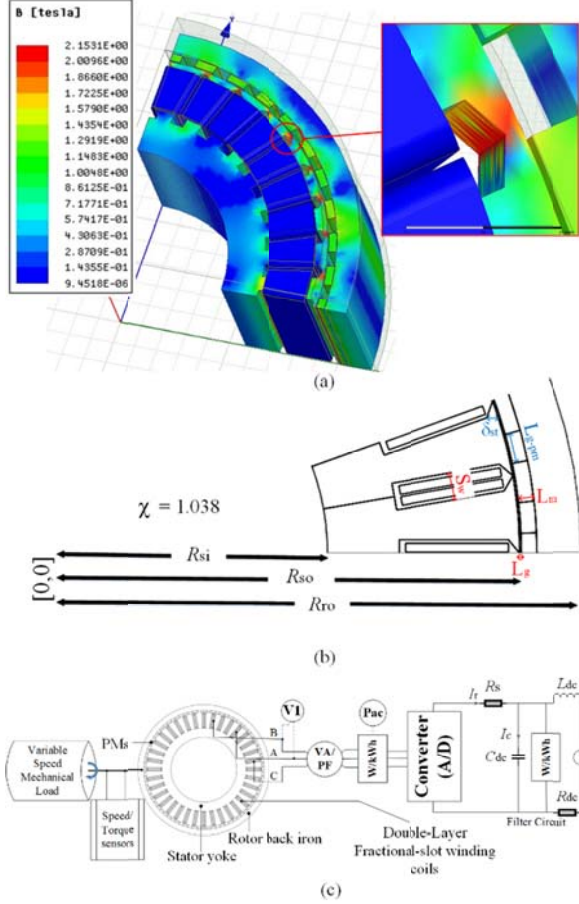 B [tesla]
2.1531E+00
2.0096E+00
1.8660E+00
1.7225E+00
1.5790E+00
1.4354E+00
1.2919E+00
1.1483E+00
1.0048E+00
8.6125E-01
7.1771E-01
5.7417E-01
4.3063E-01
2.8709E-01
1.4355E-01
9.4518E-06
(a)
δst
Lg-pm
Sw
Lm
χ = 1.038
Rsi
Rso
Rro
[0,0]
Lg
(b)
Variable
Speed
Mechanical
Load
Speed/
Torque
sensors
PMs
Stator yoke
Rotor back iron
Double-Layer
Fractional-slot winding
coils
V1
B
A
C
VA/
PF
Pac
W/kWh
Converter
(A/D)
Ir
Rs
Ldc
Ic
Cdc
W/kWh
Rdc
Filter Circuit
(c)